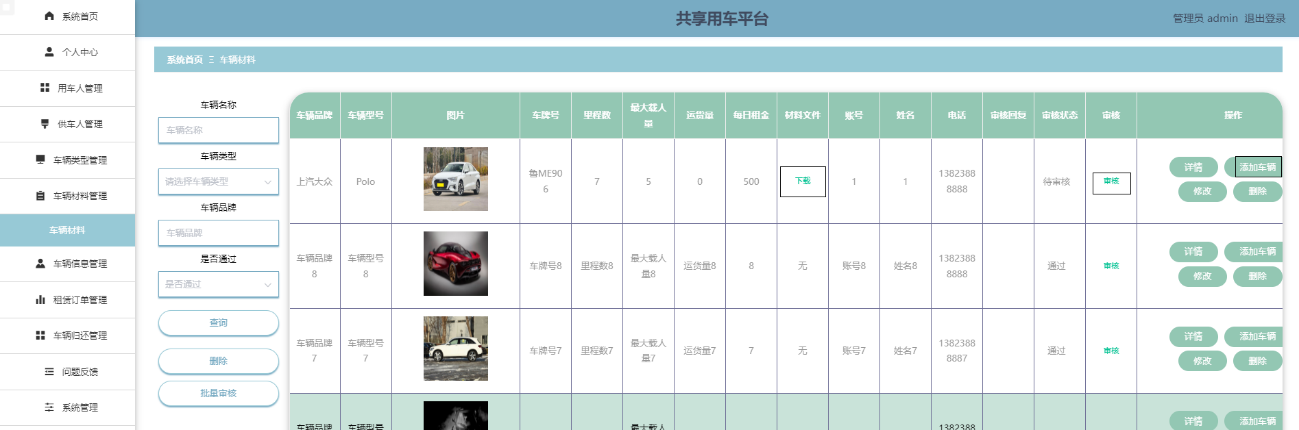 共享用车平台
管理员 admin 退出登录
系统首页
个人中心
用车人管理
供车人管理
车辆类型管理
车辆材料管理
车辆材料
车辆信息管理
租赁订单管理
车辆归还管理
问题反馈
系统管理
系统首页 Ξ 车辆材料
车辆名称
车辆名称
车辆类型
请选择车辆类型
车辆品牌
车辆品牌
是否通过
是否通过
查询
删除
批量审核
车辆品牌 车辆型号 图片 车牌号 里程数 最大载人量 运货量 每日租金 材料文件 账号 姓名 电话 审核回复 审核状态 审核 操作
上汽大众 Polo 鲁ME906 7 5 0 500 下载 1 1 13823888888 待审核 审核 详情 添加车辆
修改 删除
车辆品牌8 车辆型号8 车牌号8 里程数8 最大载人量8 运货量8 8 无 账号8 姓名8 13823888888 通过 审核 详情 添加车辆
修改 删除
车辆品牌7 车辆型号7 车牌号7 里程数7 最大载人量7 运货量7 7 无 账号7 姓名7 13823888887 通过 审核 详情 添加车辆
修改 删除
车辆品牌 车辆型号 最大载人 1382388 详情 添加车辆